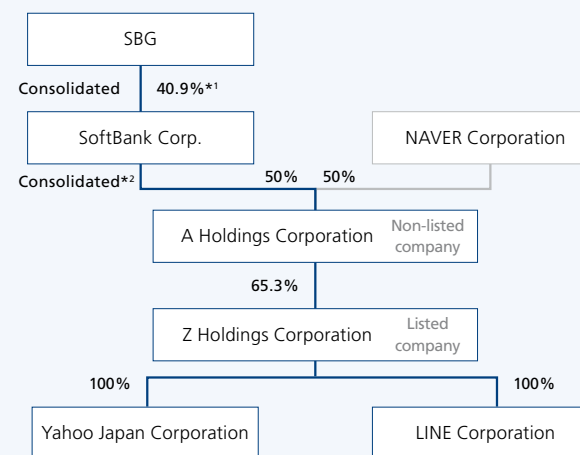 SBG
Consolidated 40.9%*1
SoftBank Corp.
NAVER Corporation
Consolidated*2
50% 50%
A Holdings Corporation
Non-listed
company
65.3%
Z Holdings Corporation
Listed
company
100%
100%
Yahoo Japan Corporation
LINE Corporation